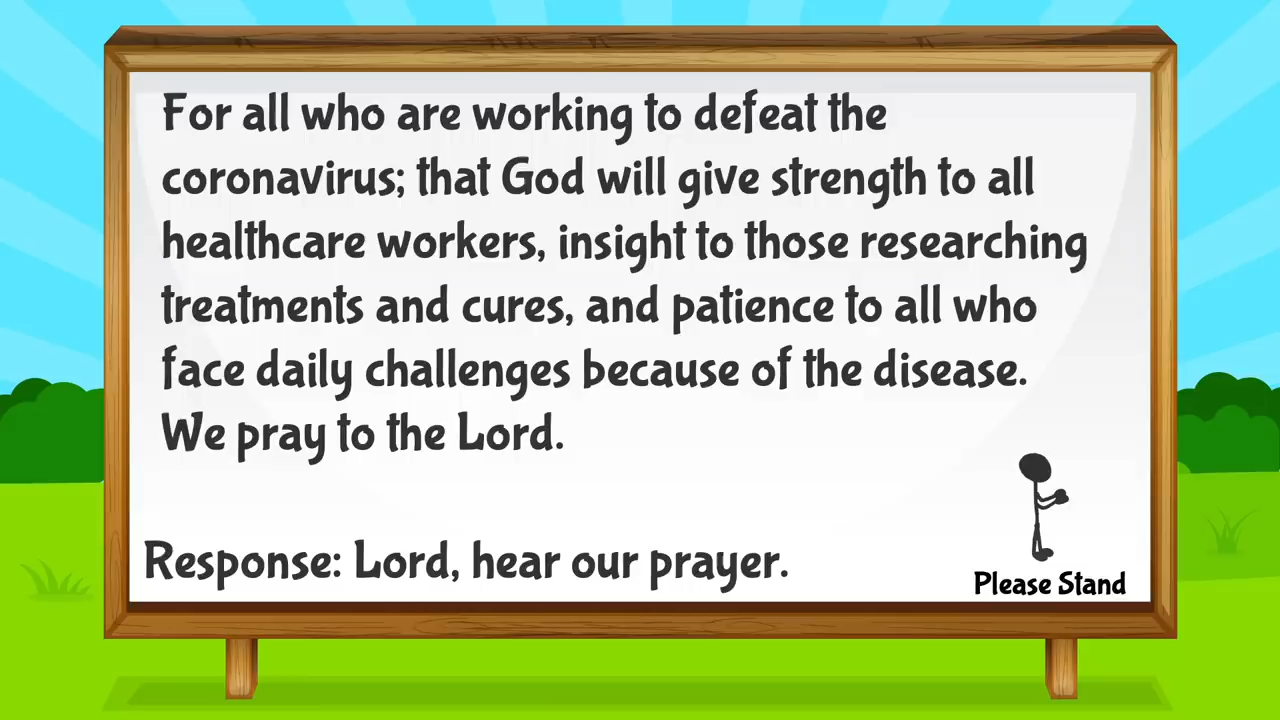 For all who are working to defeat the
coronavirus; that God will give strength to all
healthcare workers, insight to those researching
treatments and cures, and patience to all who
face daily challenges because of the disease.
We pray to the Lord.
Response: Lord, hear our prayer.
Please Stand